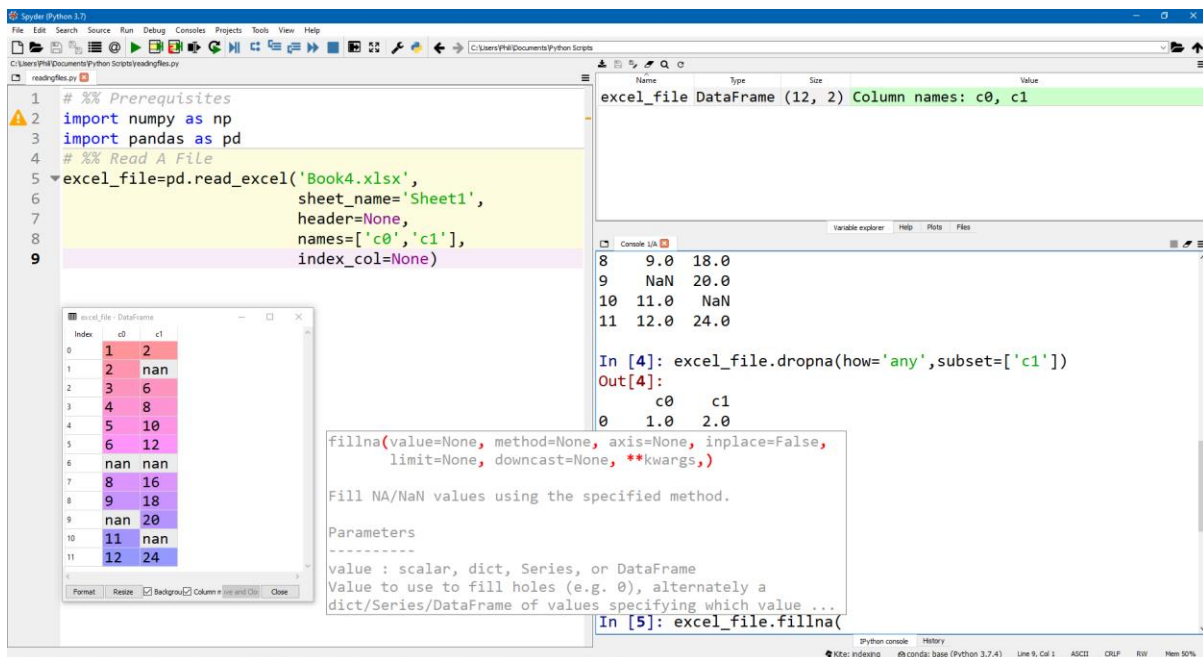 Spyder (Python 3.7)
File Edit Search Source Run Debug Consoles Projects Tools View Help
C:\Users\Phil\Documents\Python Scripts
C:\Users\Phil\Documents\Python Scripts\readingfiles.py
readingfiles.py
1 # %% Prerequisites
2 import numpy as np
3 import pandas as pd
4 # %% Read A File
5 excel_file=pd.read_excel('Book4.xlsx',
6 sheet_name='Sheet1',
7 header=None,
8 names=['c0','c1'],
9 index_col=None)
excel_file - DataFrame
Index c0 c1
0 1 2
1 2 nan
2 3 6
3 4 8
4 5 10
5 6 12
6 nan nan
7 8 16
8 9 18
9 nan 20
10 11 nan
11 12 24
Format Resize Backgrou Column Close
Name Type Size Value
excel_file DataFrame (12, 2) Column names: c0, c1
Variable explorer Help Plots Files
Console 1/A
8 9.0 18.0
9 NaN 20.0
10 11.0 NaN
11 12.0 24.0
In [4]: excel_file.dropna(how='any',subset=['c1'])
Out[4]:
c0 c1
0 1.0 2.0
fillna(value=None, method=None, axis=None, inplace=False,
limit=None, downcast=None, **kwargs,)
Fill NA/NaN values using the specified method.
Parameters
----------
value : scalar, dict, Series, or DataFrame
Value to use to fill holes (e.g. 0), alternately a
dict/Series/DataFrame of values specifying which value ...
In [5]: excel_file.fillna(
IPython console History
Kite: indexing conda: base (Python 3.7.4) Line 9, Col 1 ASCII CRLF RW Mem 50%